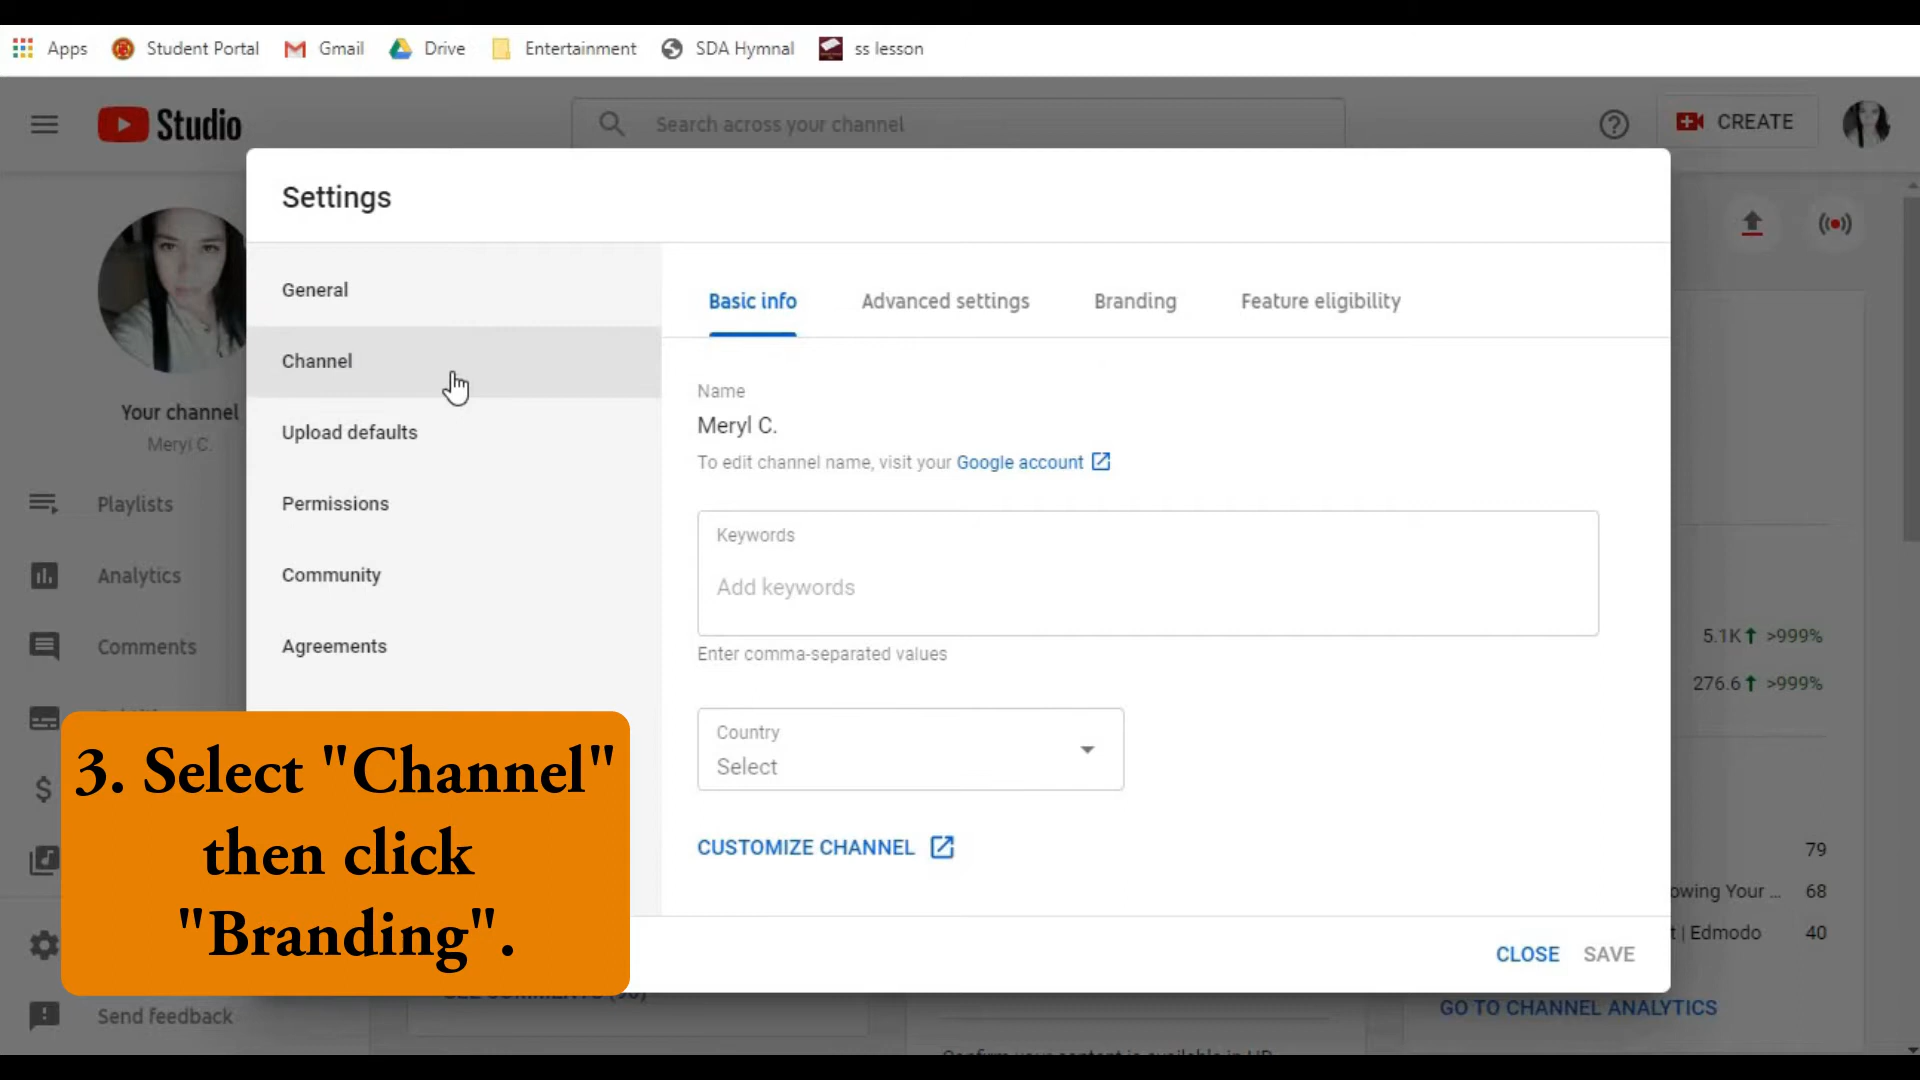 Apps Student Portal Gmail Drive Entertainment SDA Hymnal ss lesson
Studio
Search across your channel
CREATE
Settings
General
Channel
Upload defaults
Permissions
Community
Agreements
Basic info Advanced settings Branding Feature eligibility
Name
Meryl C.
To edit channel name, visit your Google account
Keywords
Add keywords
Enter comma-separated values
Country
Select
CUSTOMIZE CHANNEL
CLOSE SAVE
Your channel
Meryl C.
Playlists
Analytics
Comments
Send feedback
3. Select "Channel"
then click
"Branding".
5.1K >999%
276.6 >999%
79
owing Your ... 68
t | Edmodo 40
GO TO CHANNEL ANALYTICS